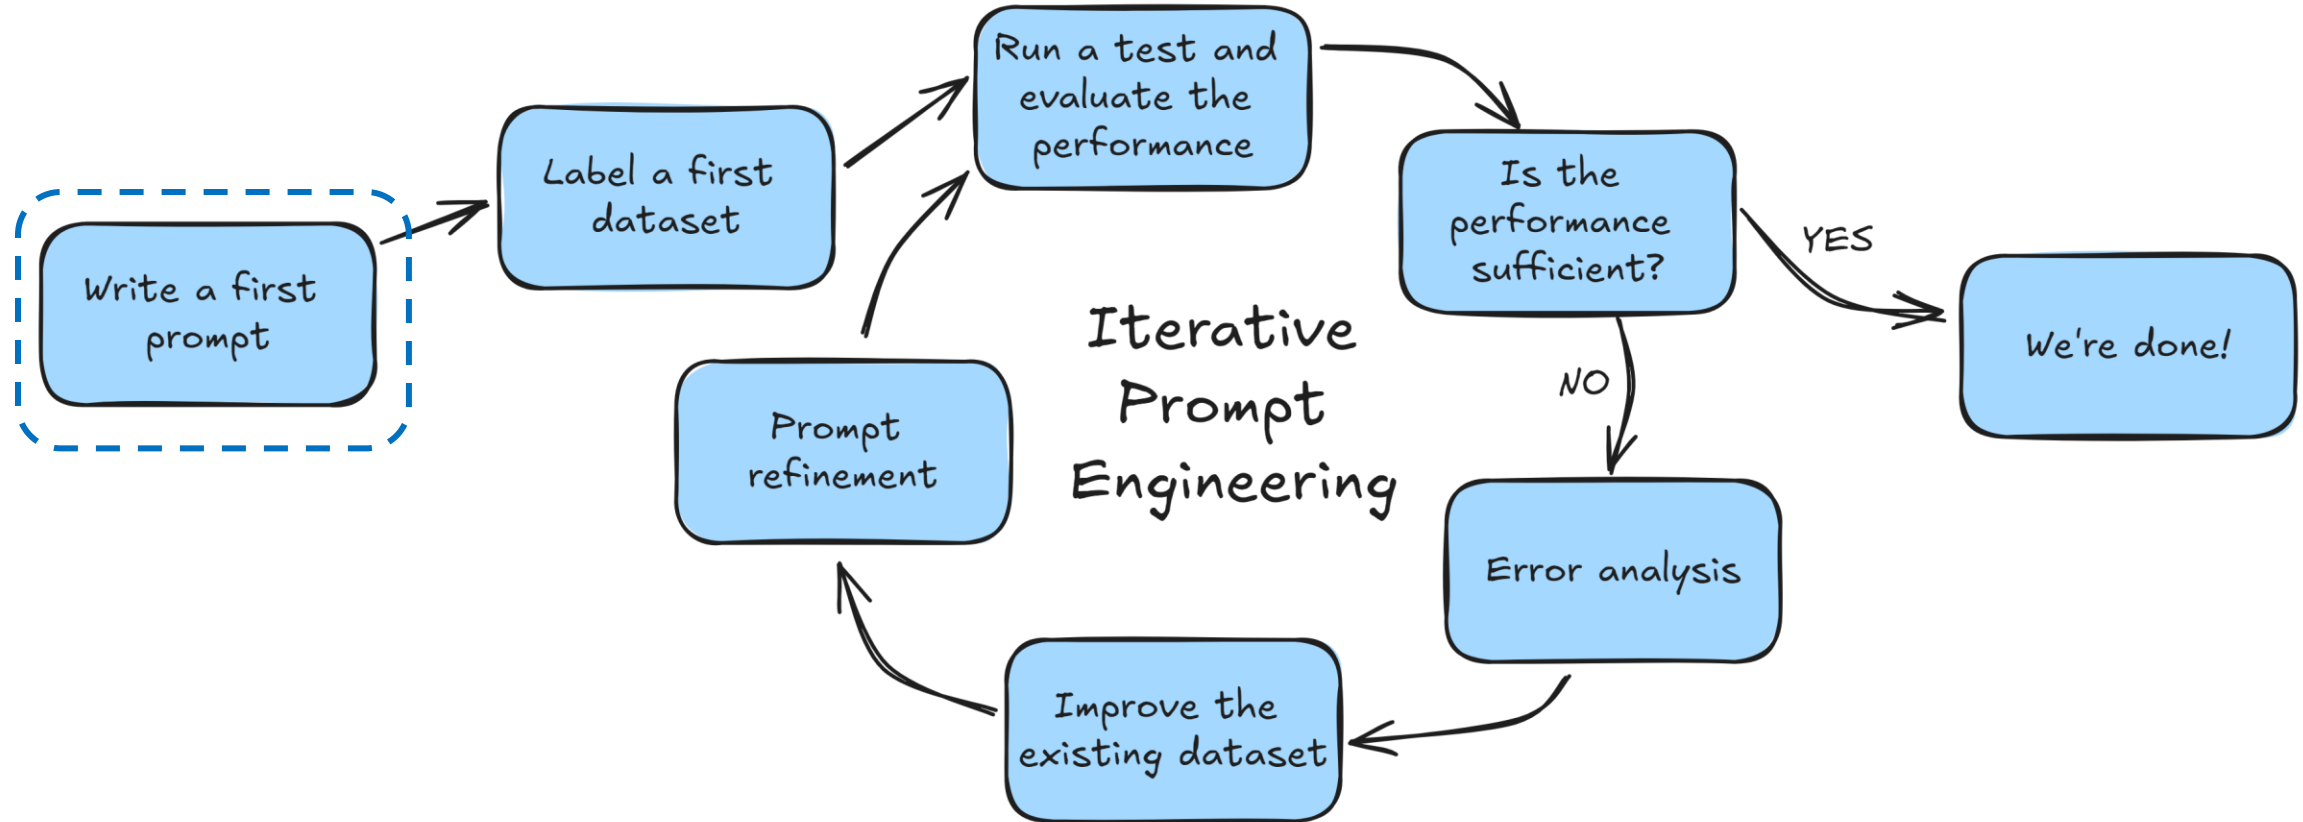 Write a first
prompt
Label a first
dataset
Run a test and
evaluate the
performance
Is the
performance
sufficient?
YES
We're done!
NO
Error analysis
Improve the
existing dataset
Prompt
refinement
Iterative
Prompt
Engineering